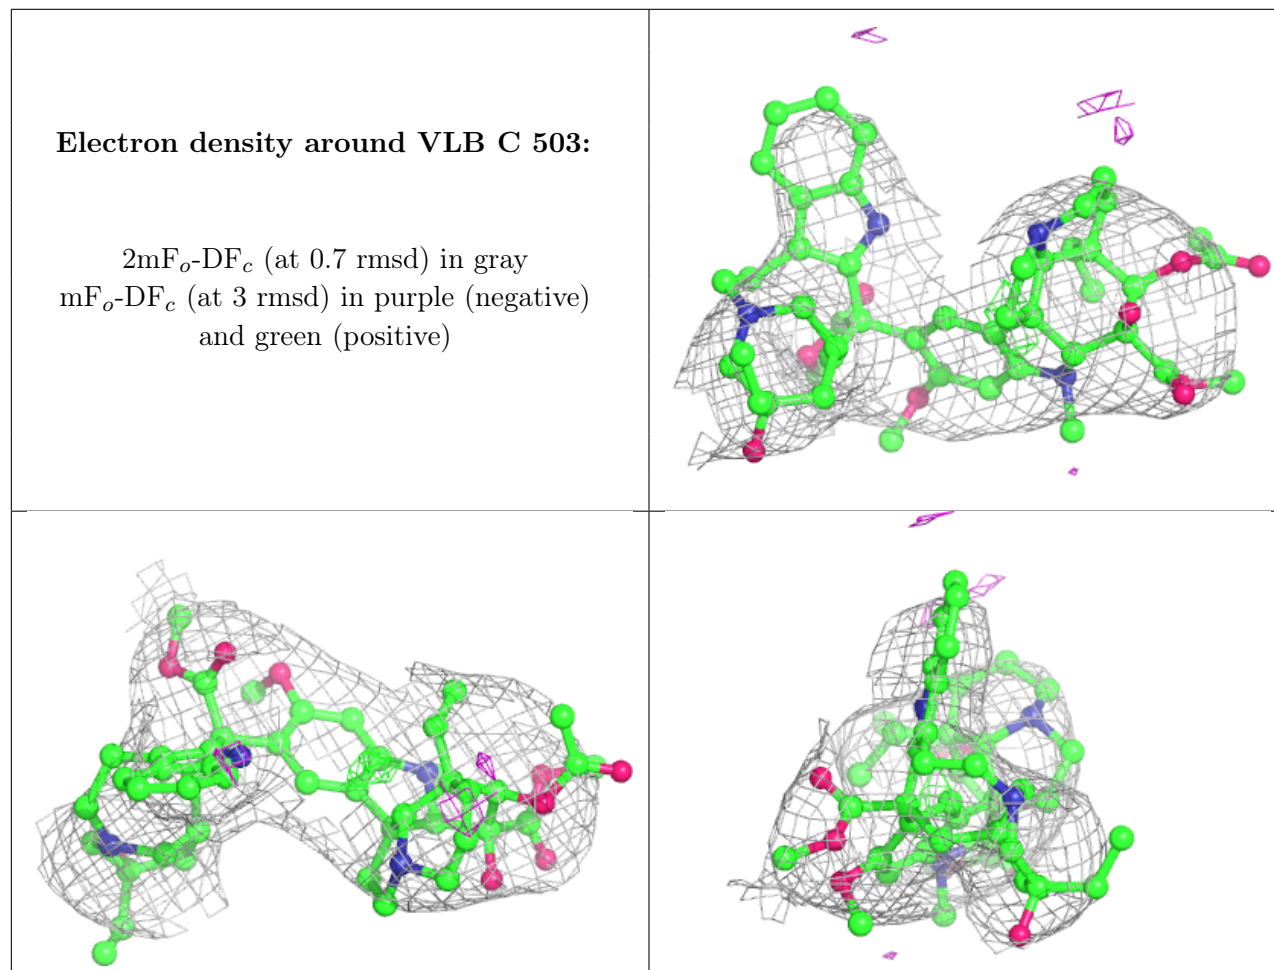 Electron density around VLB C 503:
2mFo-DFc (at 0.7 rmsd) in gray
mFo-DFc (at 3 rmsd) in purple (negative)
and green (positive)